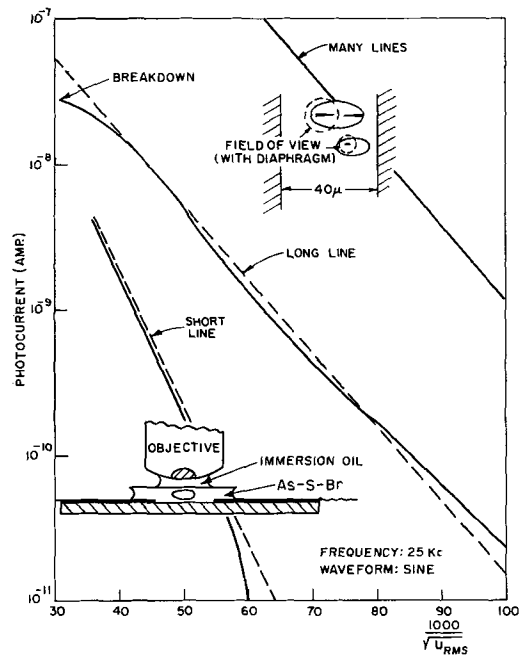 10⁻⁷
MANY LINES
BREAKDOWN
FIELD OF VIEW
(WITH DIAPHRAGM)
10⁻⁸
40μ
LONG LINE
PHOTOCURRENT (AMP.)
10⁻⁹
SHORT
LINE
10⁻¹⁰
OBJECTIVE
IMMERSION OIL
As-S-Br
FREQUENCY: 25 Kc
WAVEFORM: SINE
10⁻¹¹
30 40 50 60 70 80 90 100
1000
√U_RMS